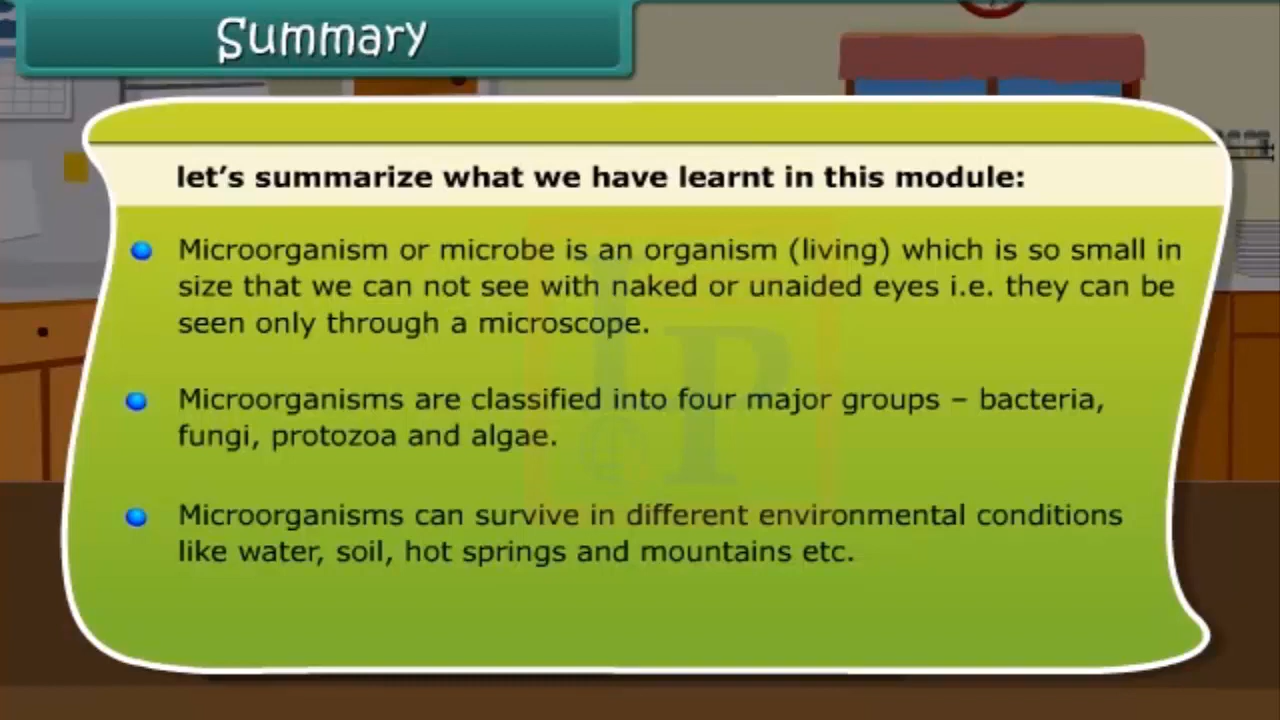 Summary
let's summarize what we have learnt in this module:
Microorganism or microbe is an organism (living) which is so small in
size that we can not see with naked or unaided eyes i.e. they can be
seen only through a microscope.
Microorganisms are classified into four major groups – bacteria,
fungi, protozoa and algae.
Microorganisms can survive in different environmental conditions
like water, soil, hot springs and mountains etc.